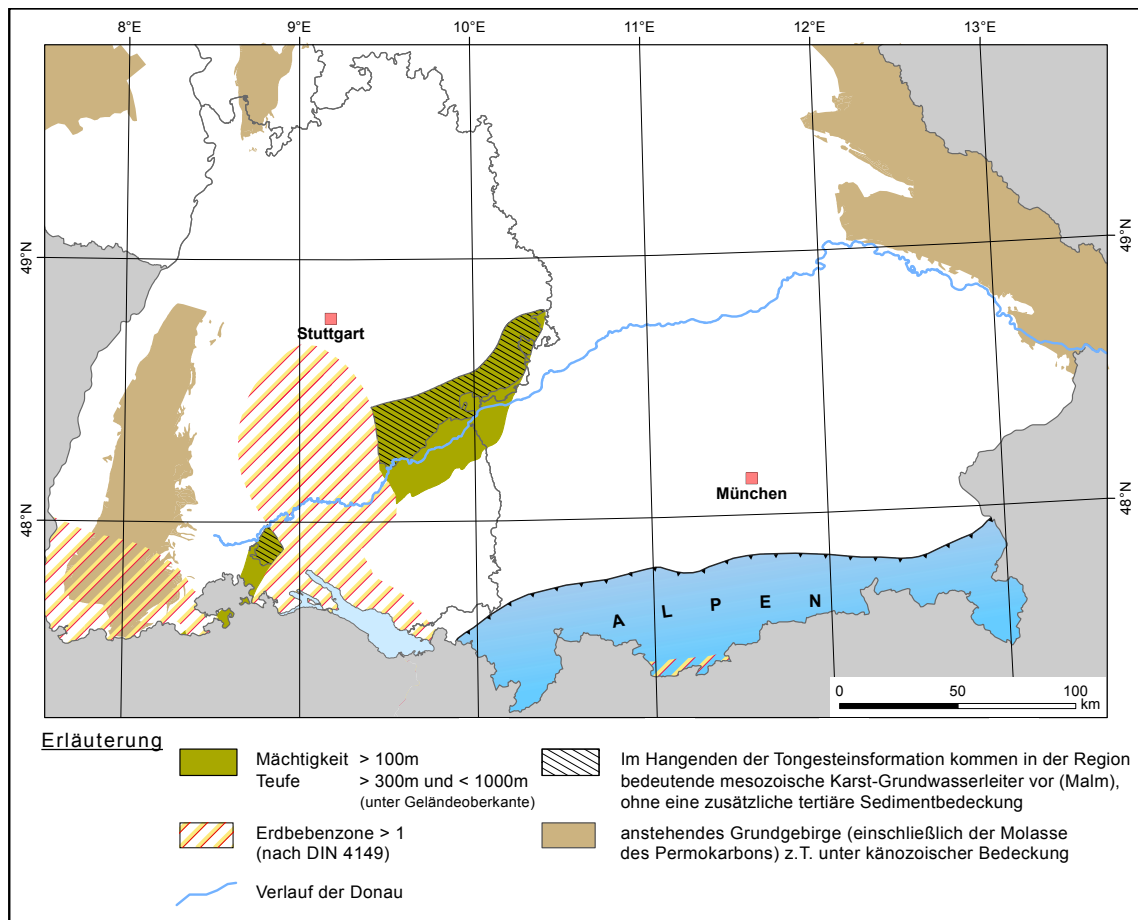 8°E 9°E 10°E 11°E 12°E 13°E
49°N 49°N
Stuttgart
München
48°N 48°N
A L P E N
0 50 100
km
Erläuterung
Mächtigkeit > 100m
Teufe > 300m und < 1000m
(unter Geländeoberkante)
Im Hangenden der Tongesteinsformation kommen in der Region
bedeutende mesozoische Karst-Grundwasserleiter vor (Malm),
ohne eine zusätzliche tertiäre Sedimentbedeckung
Erdbebenzone > 1
(nach DIN 4149)
anstehendes Grundgebirge (einschließlich der Molasse
des Permokarbons) z.T. unter känozoischer Bedeckung
Verlauf der Donau